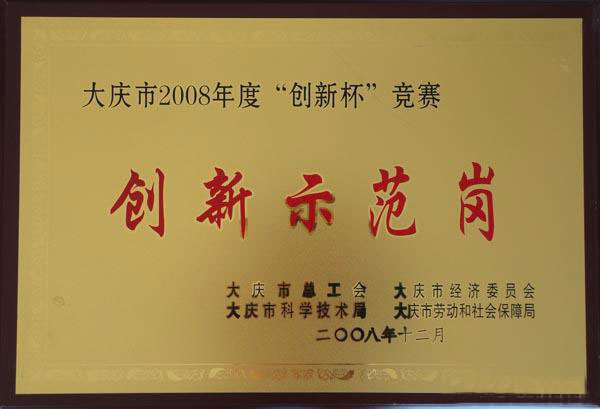 大庆市2008年度“创新杯”竞赛
创新示范岗
大庆市总工会 大庆市经济委员会
大庆市科学技术局 大庆市劳动和社会保障局
二〇〇八年十二月